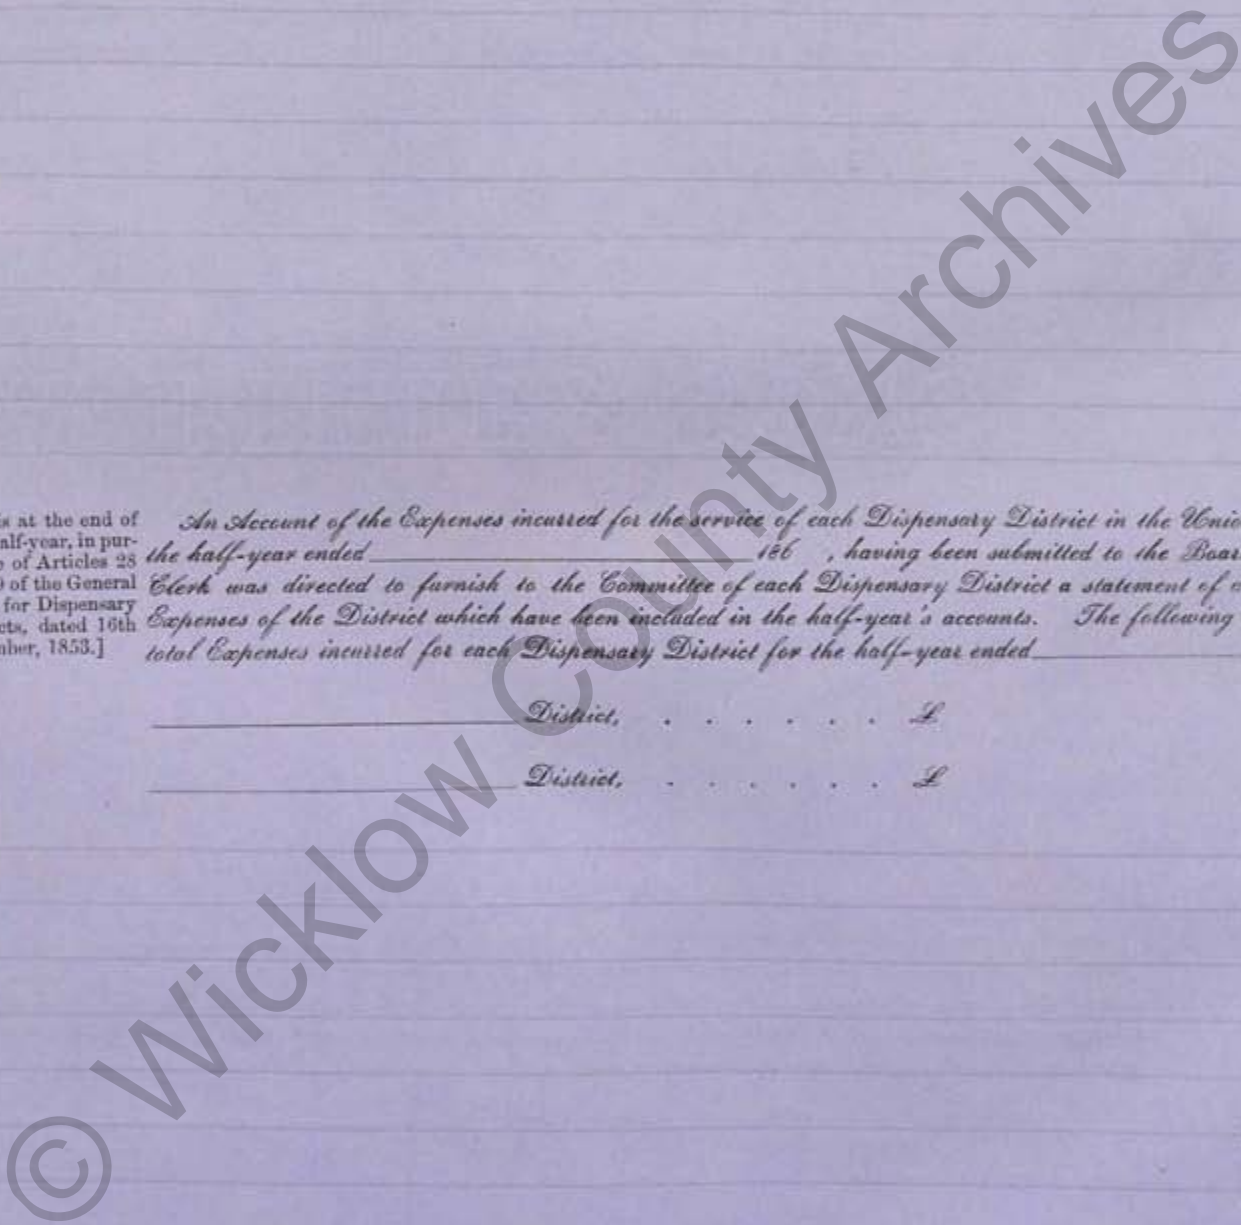 s at the end of
alf-year, in pur-
of Articles 28
of the General
for Dispensary
cts, dated 16th
mber, 1853.]
An Account of the Expenses incurred for the service of each Dispensary District in the Unio
the half-year ended 186 , having been submitted to the Boar
Clerk was directed to furnish to the Committee of each Dispensary District a statement of
Expenses of the District which have been included in the half-year's accounts. The following
total Expenses incurred for each Dispensary District for the half-year ended
District, . . . . . . £
District, . . . . . . £
© Wicklow County Archives